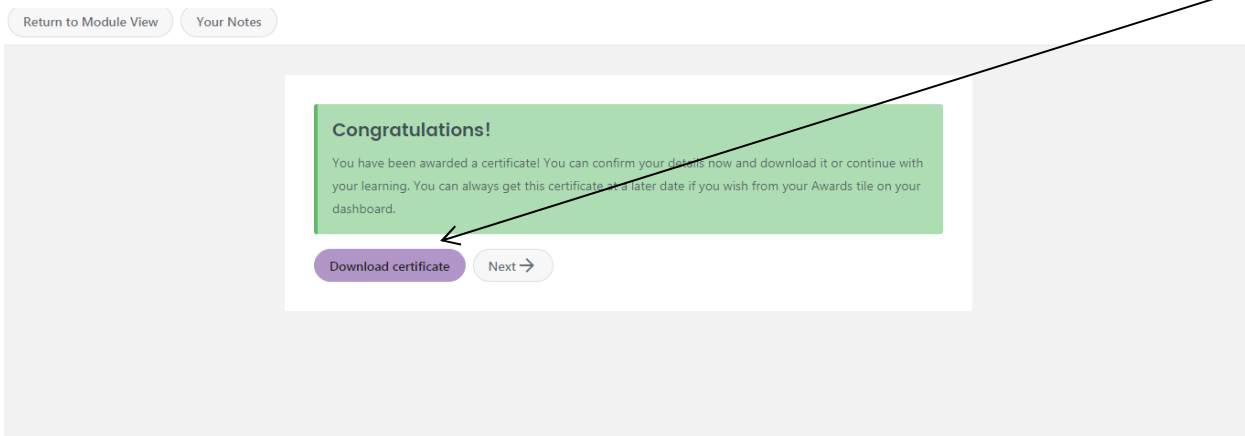 Return to Module View Your Notes
Congratulations!
You have been awarded a certificate! You can confirm your details now and download it or continue with
your learning. You can always get this certificate at a later date if you wish from your Awards tile on your
dashboard.
Download certificate Next →